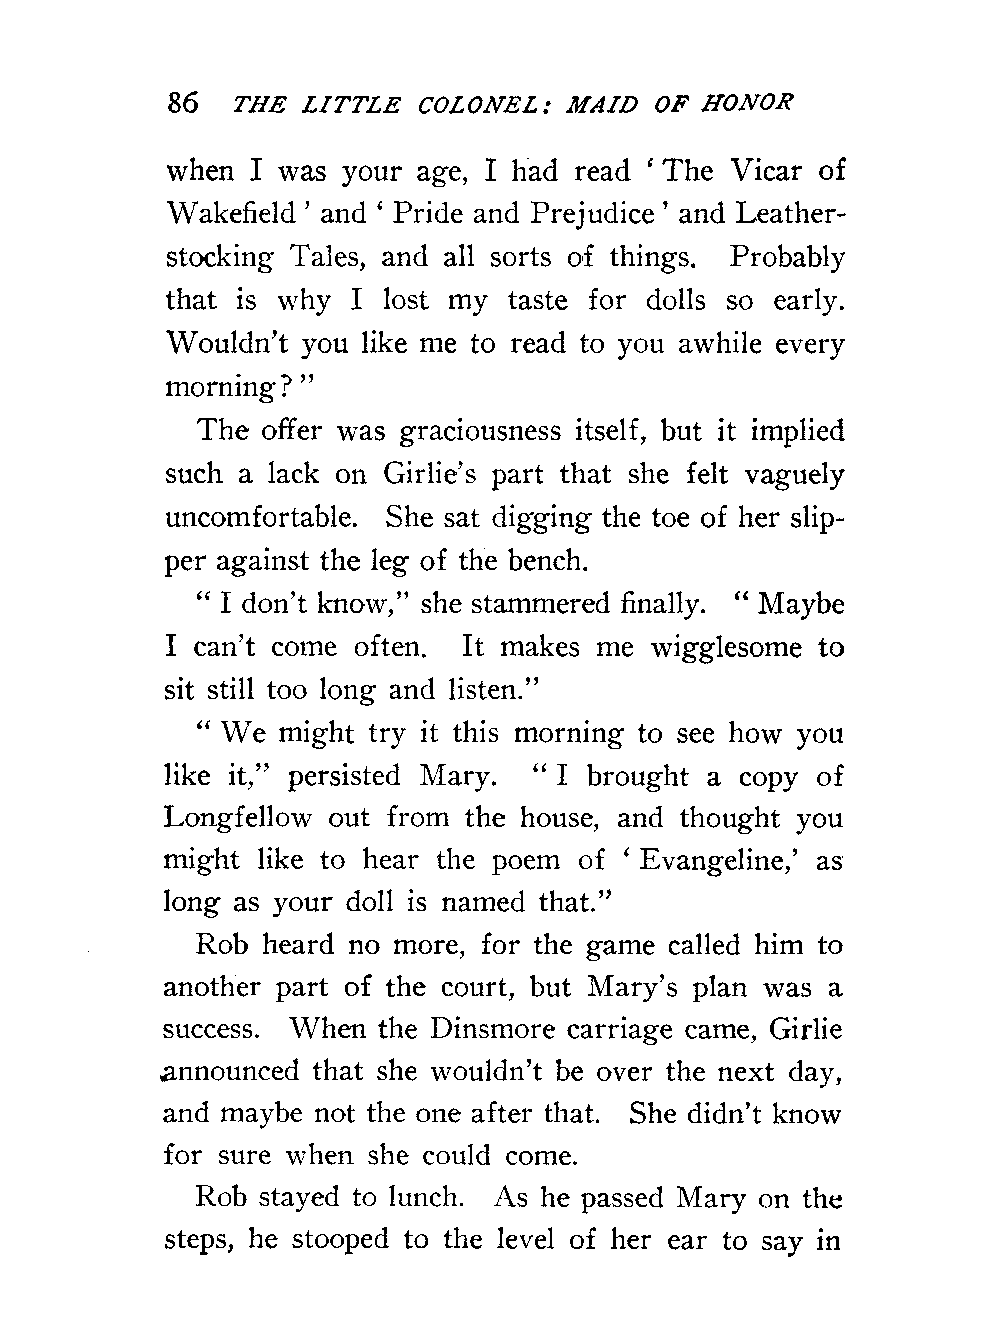 86 THE LITTLE COLONEL: MAID OF HONOR
when I was your age, I had read ‘ The Vicar of
Wakefield ’ and ‘ Pride and Prejudice ’ and Leather-
stocking Tales, and all sorts of things. Probably
that is why I lost my taste for dolls so early.
Wouldn’t you like me to read to you awhile every
morning? ”
The offer was graciousness itself, but it implied
such a lack on Girlie’s part that she felt vaguely
uncomfortable. She sat digging the toe of her slip-
per against the leg of the bench.
“ I don’t know,” she stammered finally. “ Maybe
I can’t come often. It makes me wigglesome to
sit still too long and listen.”
“ We might try it this morning to see how you
like it,” persisted Mary. “ I brought a copy of
Longfellow out from the house, and thought you
might like to hear the poem of ‘ Evangeline,’ as
long as your doll is named that.”
Rob heard no more, for the game called him to
another part of the court, but Mary’s plan was a
success. When the Dinsmore carriage came, Girlie
announced that she wouldn’t be over the next day,
and maybe not the one after that. She didn’t know
for sure when she could come.
Rob stayed to lunch. As he passed Mary on the
steps, he stooped to the level of her ear to say in